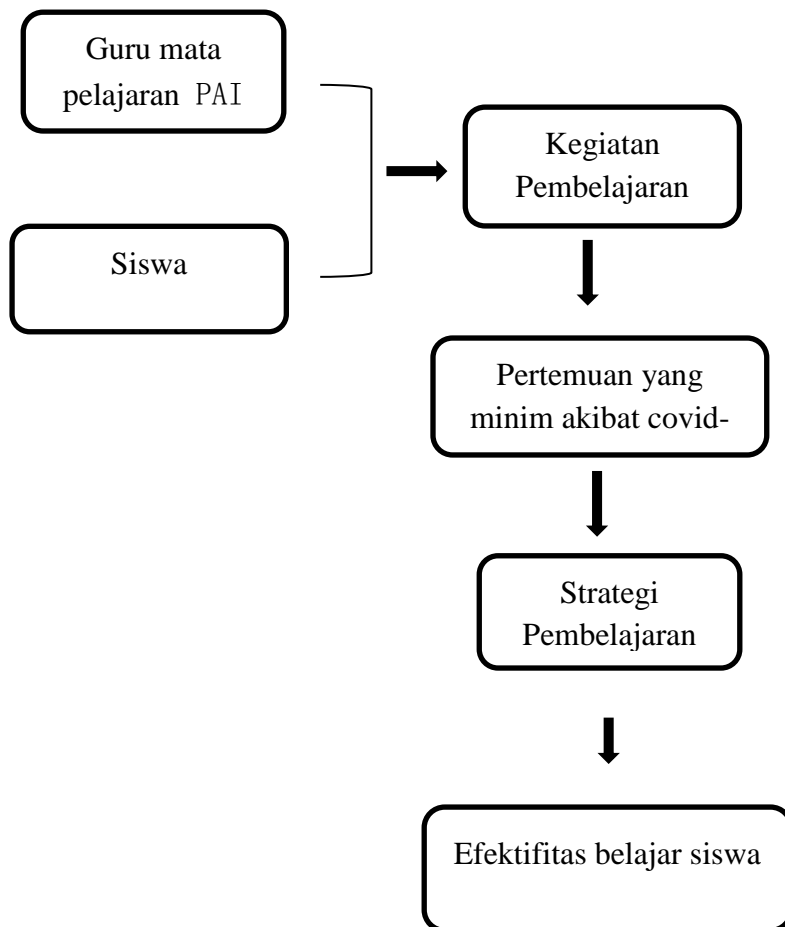 Guru mata
pelajaran PAI
Kegiatan
Pembelajaran
Siswa
Pertemuan yang
minim akibat covid-
Strategi
Pembelajaran
Efektifitas belajar siswa